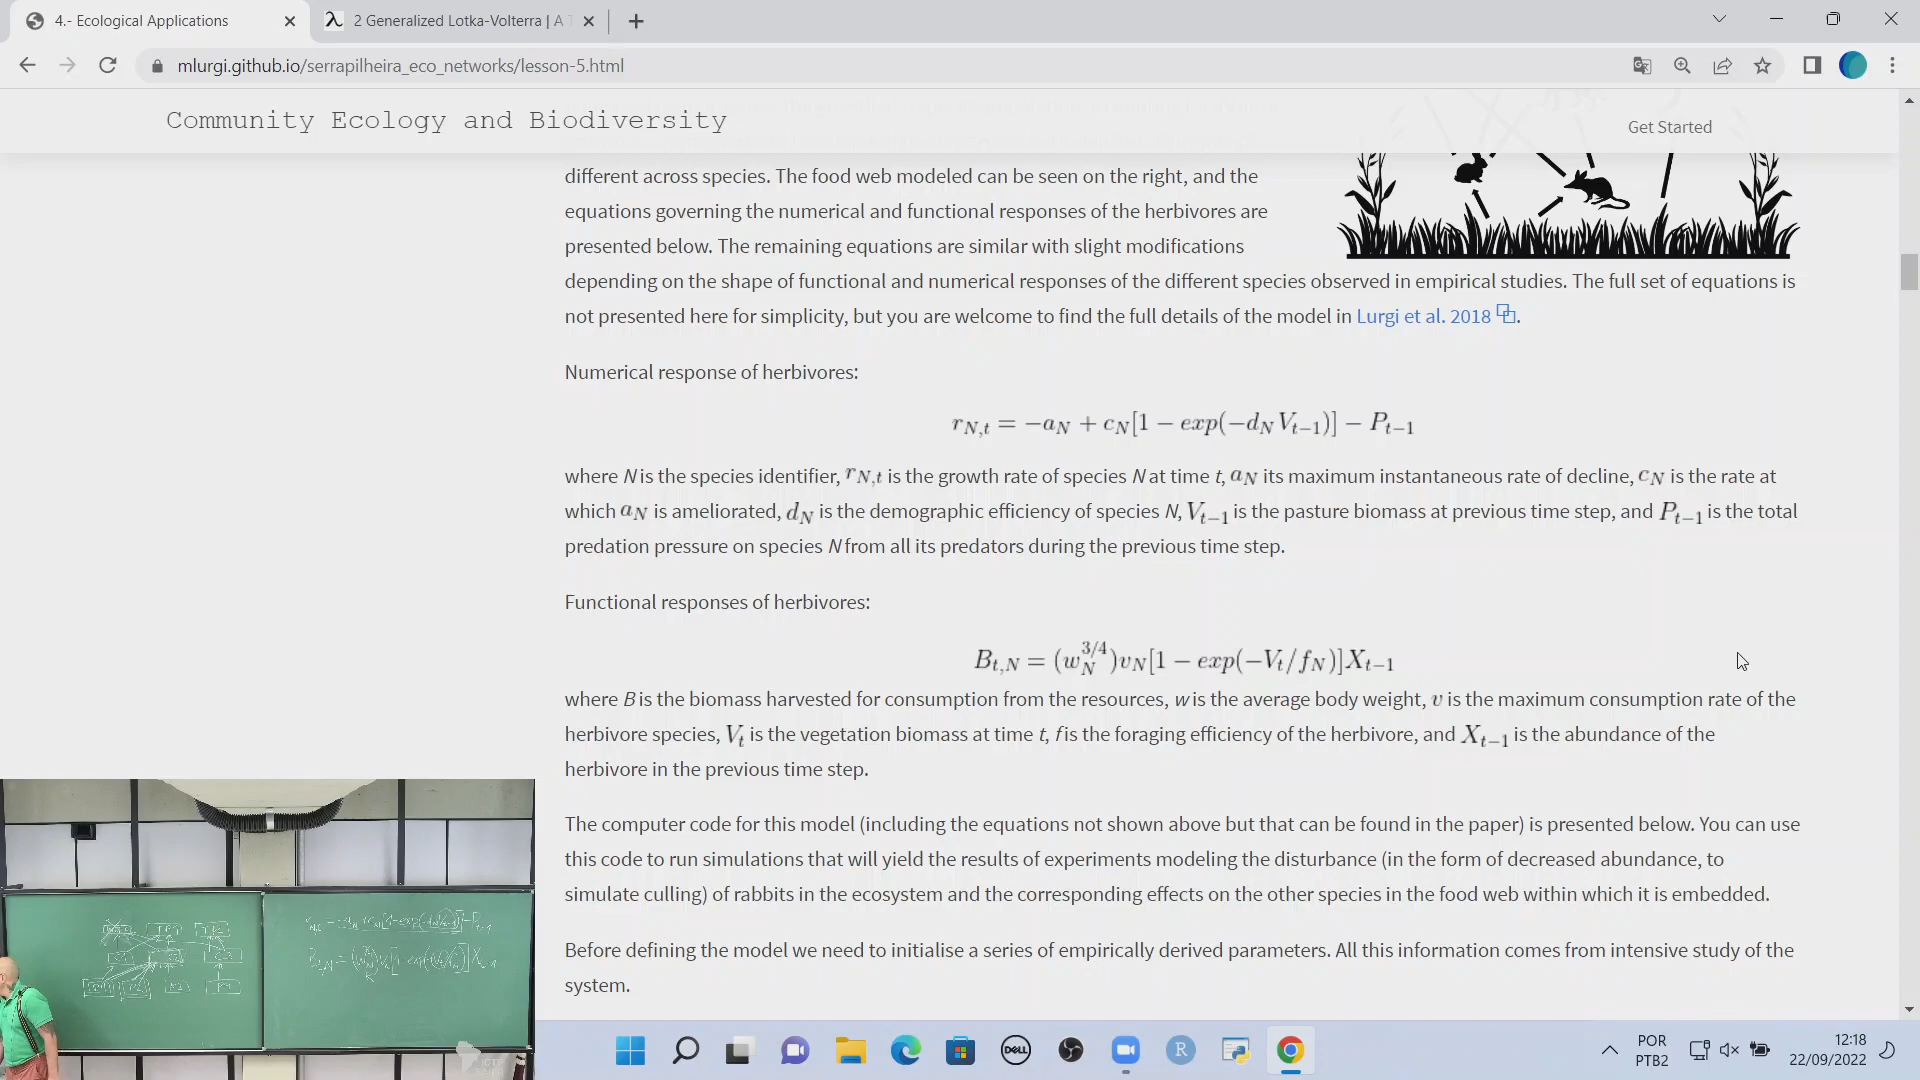 4.- Ecological Applications
2 Generalized Lotka-Volterra | A T
mlurgi.github.io/serrapilheira_eco_networks/lesson-5.html
Community Ecology and Biodiversity
Get Started
different across species. The food web modeled can be seen on the right, and the
equations governing the numerical and functional responses of the herbivores are
presented below. The remaining equations are similar with slight modifications
depending on the shape of functional and numerical responses of the different species observed in empirical studies. The full set of equations is
not presented here for simplicity, but you are welcome to find the full details of the model in Lurgi et al. 2018.
Numerical response of herbivores:
r_{N,t} = −a_N + c_N[1 − exp(−d_N V_{t−1})] − P_{t−1}
where N is the species identifier, r_{N,t} is the growth rate of species N at time t, a_N its maximum instantaneous rate of decline, c_N is the rate at
which a_N is ameliorated, d_N is the demographic efficiency of species N, V_{t−1} is the pasture biomass at previous time step, and P_{t−1} is the total
predation pressure on species N from all its predators during the previous time step.
Functional responses of herbivores:
B_{t,N} = (w_N^{3/4})v_N[1 − exp(−V_t/f_N)]X_{t−1}
where B is the biomass harvested for consumption from the resources, w is the average body weight, v is the maximum consumption rate of the
herbivore species, V_t is the vegetation biomass at time t, f is the foraging efficiency of the herbivore, and X_{t−1} is the abundance of the
herbivore in the previous time step.
The computer code for this model (including the equations not shown above but that can be found in the paper) is presented below. You can use
this code to run simulations that will yield the results of experiments modeling the disturbance (in the form of decreased abundance, to
simulate culling) of rabbits in the ecosystem and the corresponding effects on the other species in the food web within which it is embedded.
Before defining the model we need to initialise a series of empirically derived parameters. All this information comes from intensive study of the
system.
DELL
R
POR
PTB2
12:18
22/09/2022